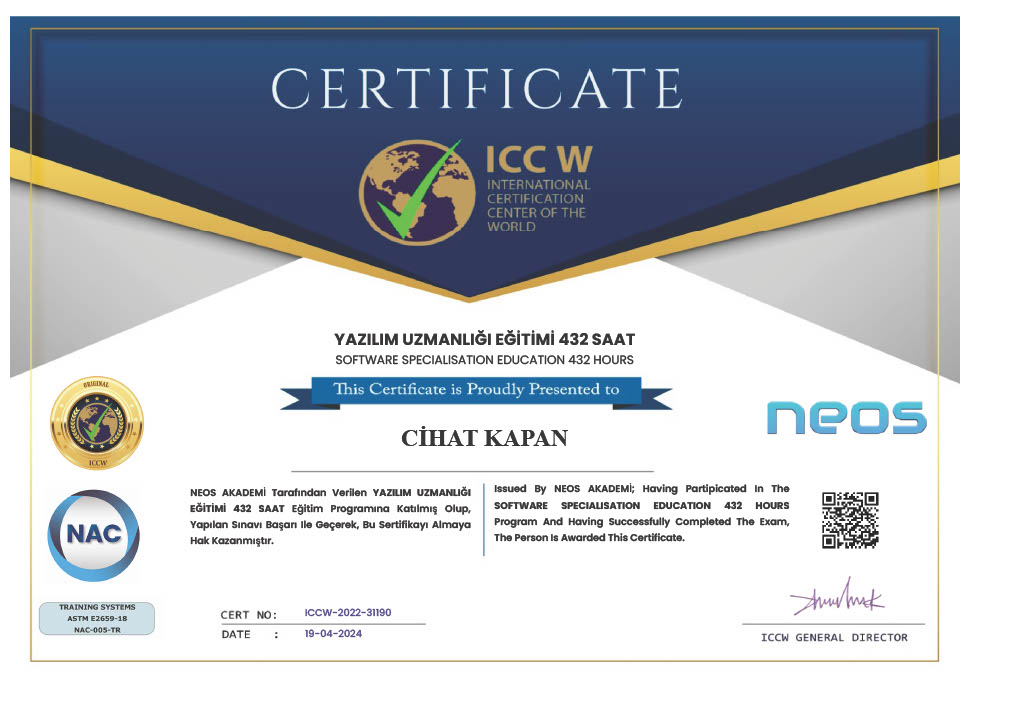 CERTIFICATE
ICC W
INTERNATIONAL
CERTIFICATION
CENTER OF THE
WORLD
YAZILIM UZMANLIĞI EĞİTİMİ 432 SAAT
SOFTWARE SPECIALISATION EDUCATION 432 HOURS
This Certificate is Proudly Presented to
CİHAT KAPAN
ORIGINAL
ICCW
neos
NEOS AKADEMİ Tarafından Verilen YAZILIM UZMANLIĞI
EĞİTİMİ 432 SAAT Eğitim Programına Katılmış Olup,
Yapılan Sınavı Başarı Ile Geçerek, Bu Sertifikayı Almaya
Hak Kazanmıştır.
Issued By NEOS AKADEMİ; Having Partipicated In The
SOFTWARE SPECIALISATION EDUCATION 432 HOURS
Program And Having Successfully Completed The Exam,
The Person Is Awarded This Certificate.
NAC
TRAINING SYSTEMS
ASTM E2659-18
NAC-005-TR
CERT NO: ICCW-2022-31190
DATE : 19-04-2024
ICCW GENERAL DIRECTOR